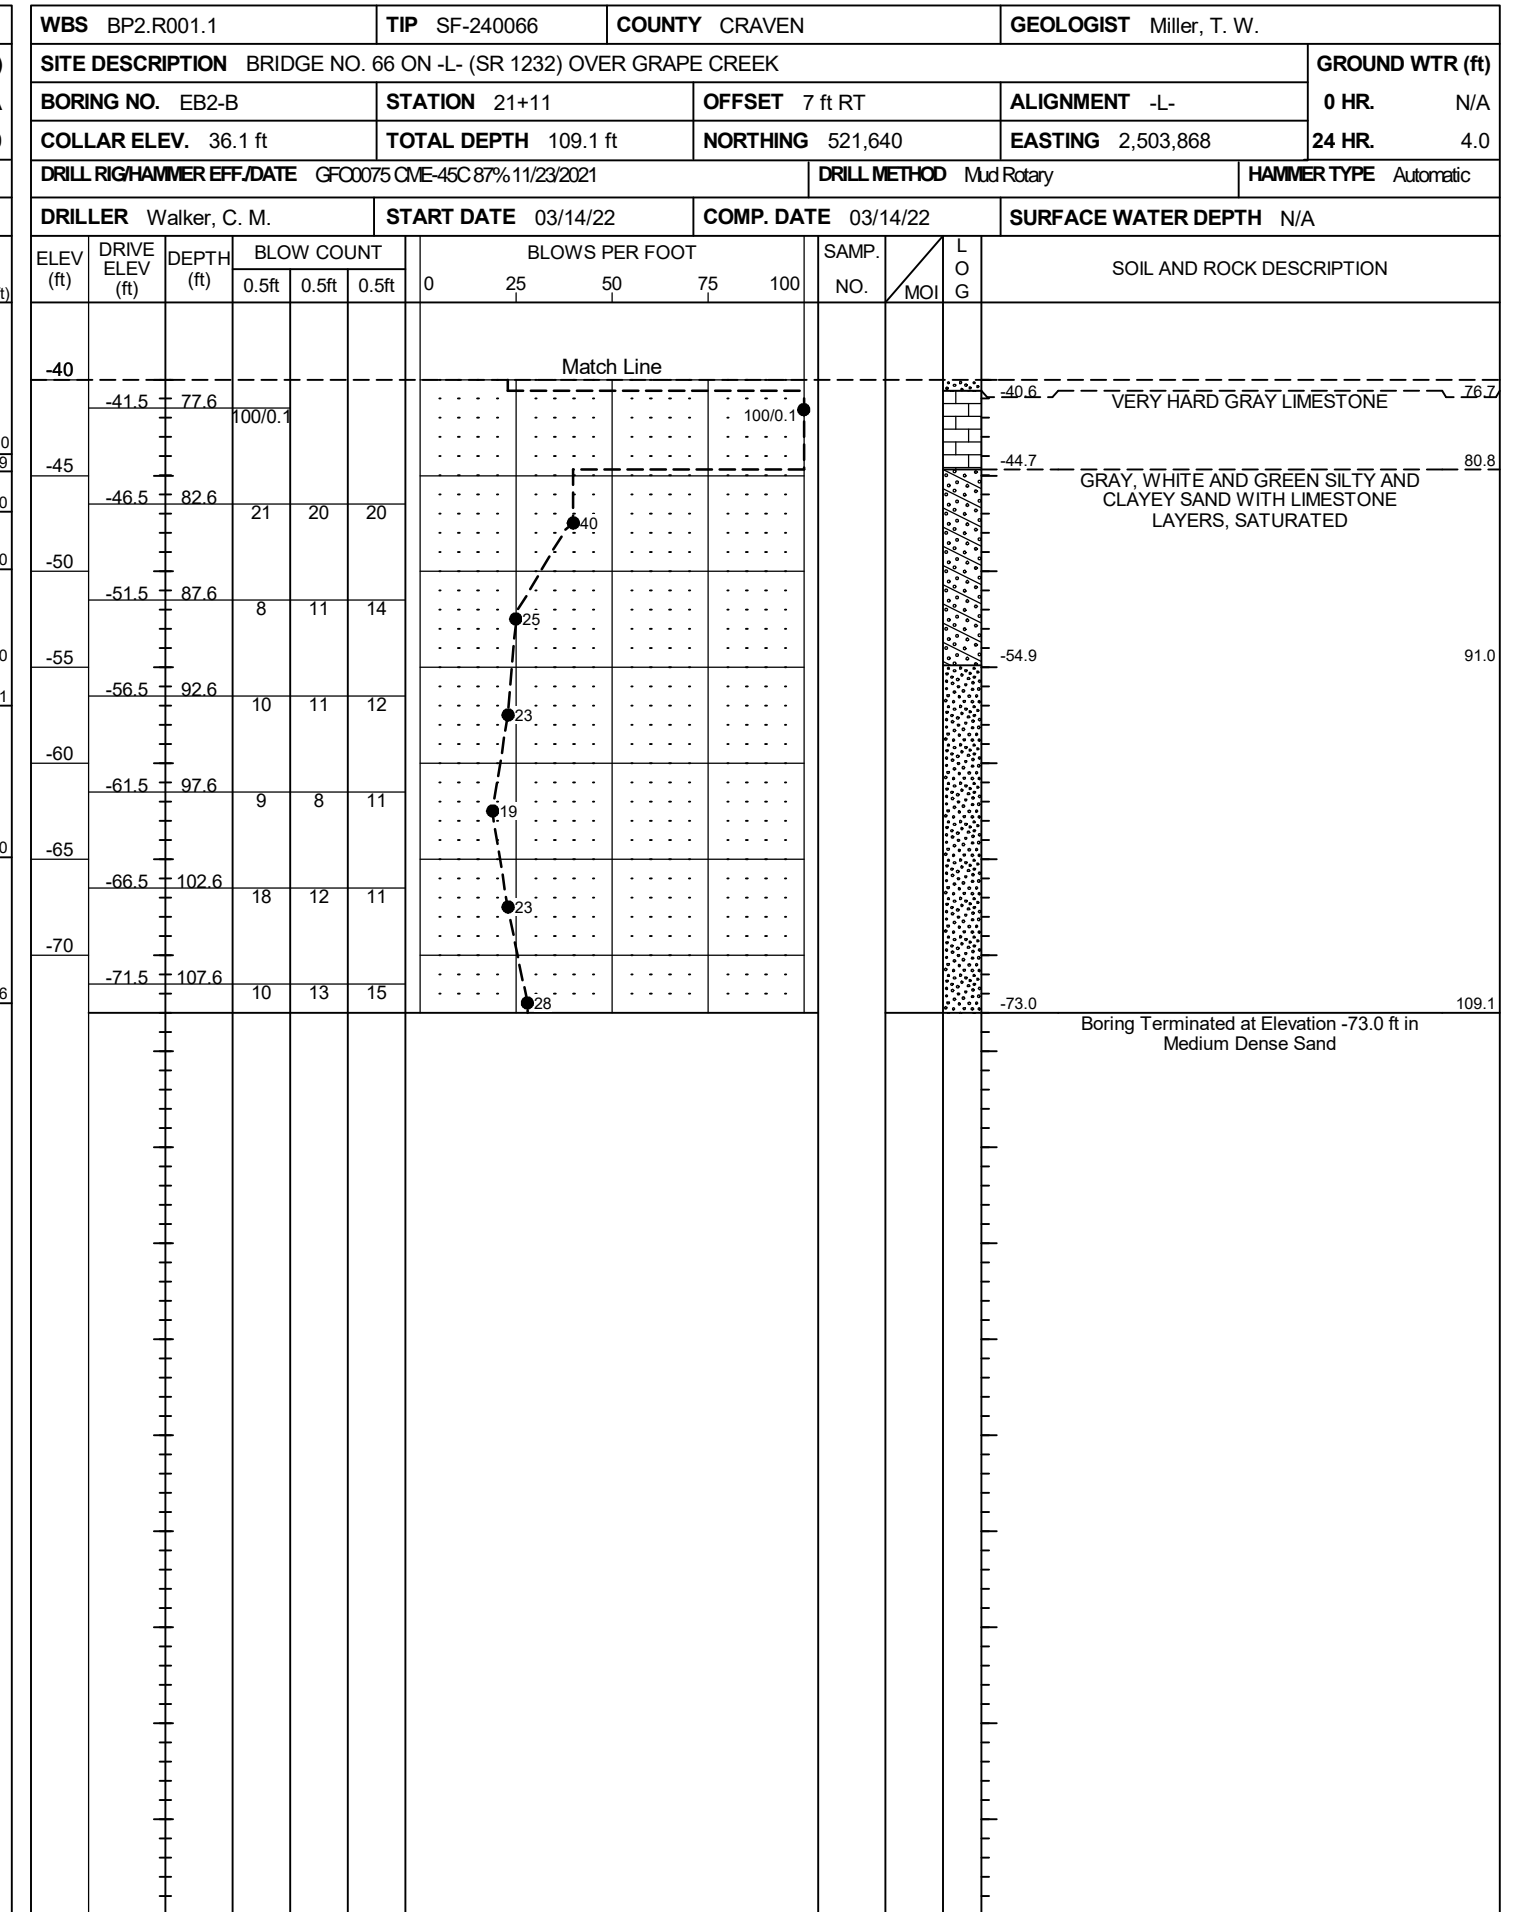 WBS BP2.R001.1 TIP SF-240066 COUNTY CRAVEN GEOLOGIST Miller, T. W.
SITE DESCRIPTION BRIDGE NO. 66 ON -L- (SR 1232) OVER GRAPE CREEK GROUND WTR (ft)
BORING NO. EB2-B STATION 21+11 OFFSET 7 ft RT ALIGNMENT -L- 0 HR. N/A
COLLAR ELEV. 36.1 ft TOTAL DEPTH 109.1 ft NORTHING 521,640 EASTING 2,503,868 24 HR. 4.0
DRILL RIG/HAMMER EFF./DATE GFO0075 CME-45C 87% 11/23/2021 DRILL METHOD Mud Rotary HAMMER TYPE Automatic
DRILLER Walker, C. M. START DATE 03/14/22 COMP. DATE 03/14/22 SURFACE WATER DEPTH N/A
ELEV (ft) DRIVE ELEV (ft) DEPTH (ft) BLOW COUNT BLOWS PER FOOT SAMP. NO. MOI LOG SOIL AND ROCK DESCRIPTION
0.5ft 0.5ft 0.5ft 0 25 50 75 100
Match Line
-40
-40.6 76.7
-41.5 77.6 VERY HARD GRAY LIMESTONE
100/0.1 100/0.1
-45 -44.7 80.8
GRAY, WHITE AND GREEN SILTY AND
-46.5 82.6 CLAYEY SAND WITH LIMESTONE
21 20 20 LAYERS, SATURATED
40
-50
-51.5 87.6
8 11 14
25
-55 -54.9 91.0
-56.5 92.6
10 11 12
23
-60
-61.5 97.6
9 8 11
19
-65
-66.5 102.6
18 12 11
23
-70
-71.5 107.6
10 13 15
28 -73.0 109.1
Boring Terminated at Elevation -73.0 ft in
Medium Dense Sand